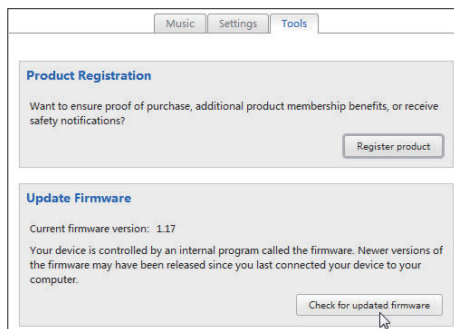 Music Settings Tools
Product Registration
Want to ensure proof of purchase, additional product membership benefits, or receive
safety notifications?
Register product
Update Firmware
Current firmware version: 1.17
Your device is controlled by an internal program called the firmware. Newer versions of
the firmware may have been released since you last connected your device to your
computer.
Check for updated firmware